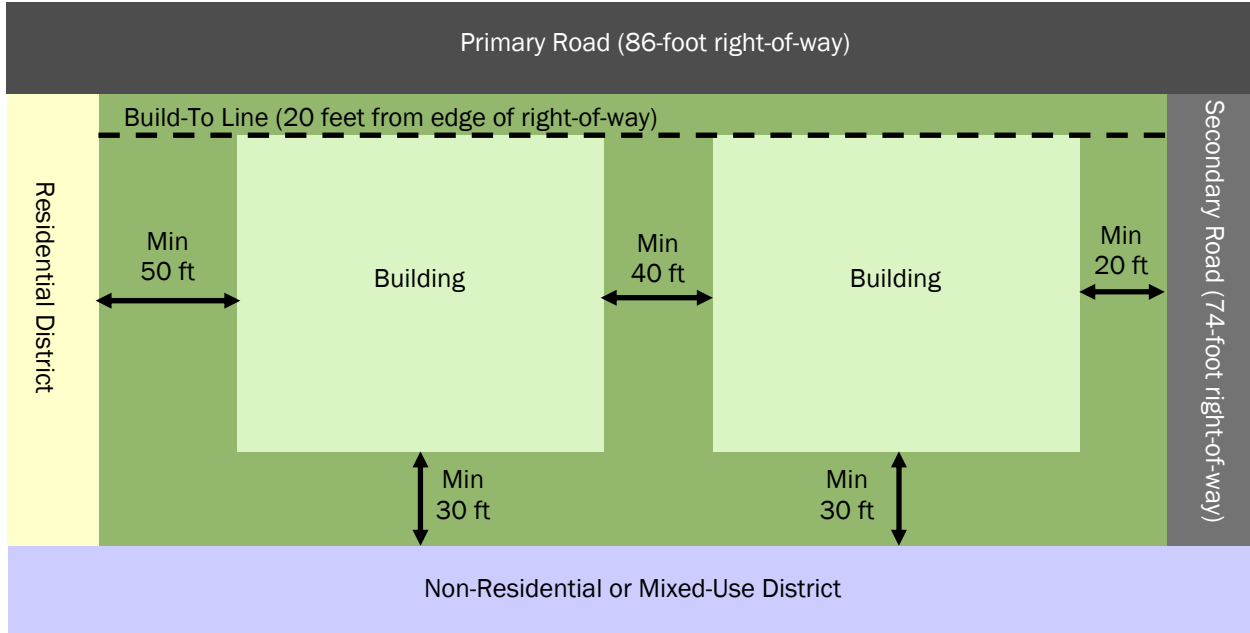 Primary Road (86-foot right-of-way)
Build-To Line (20 feet from edge of right-of-way)
Residential District
Min
50 ft
Building
Min
40 ft
Building
Min
20 ft
Secondary Road (74-foot right-of-way)
Min
30 ft
Min
30 ft
Non-Residential or Mixed-Use District